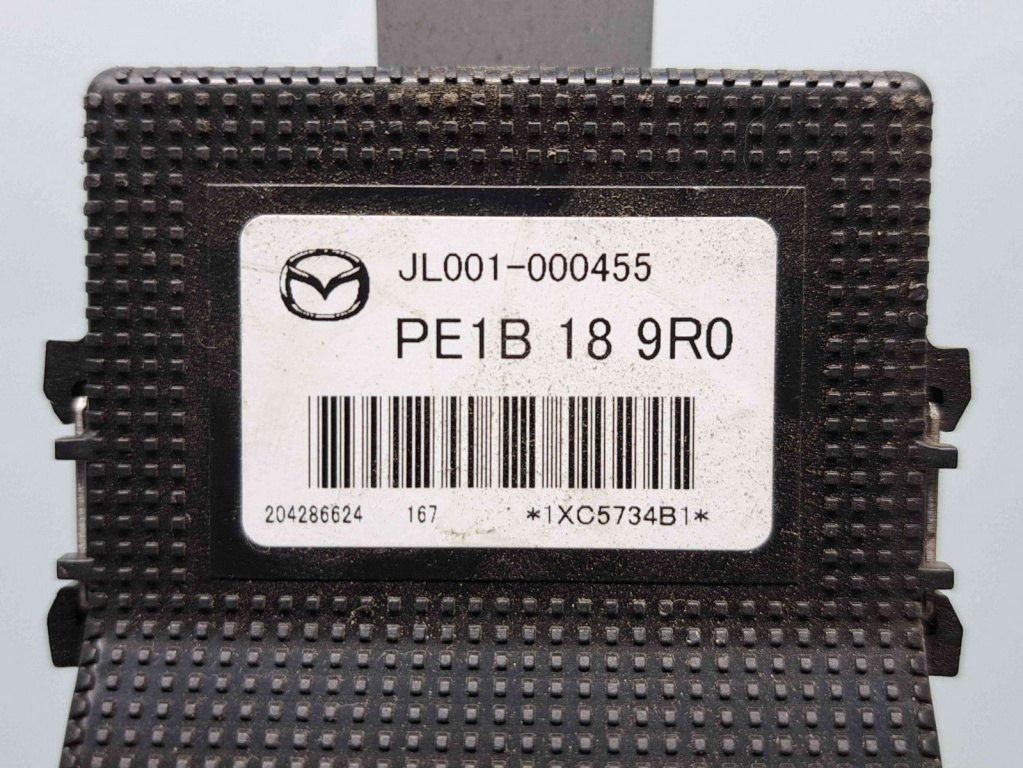 JL001-000455
PE1B 18 9R0
204286624 167 *1XC5734B1*